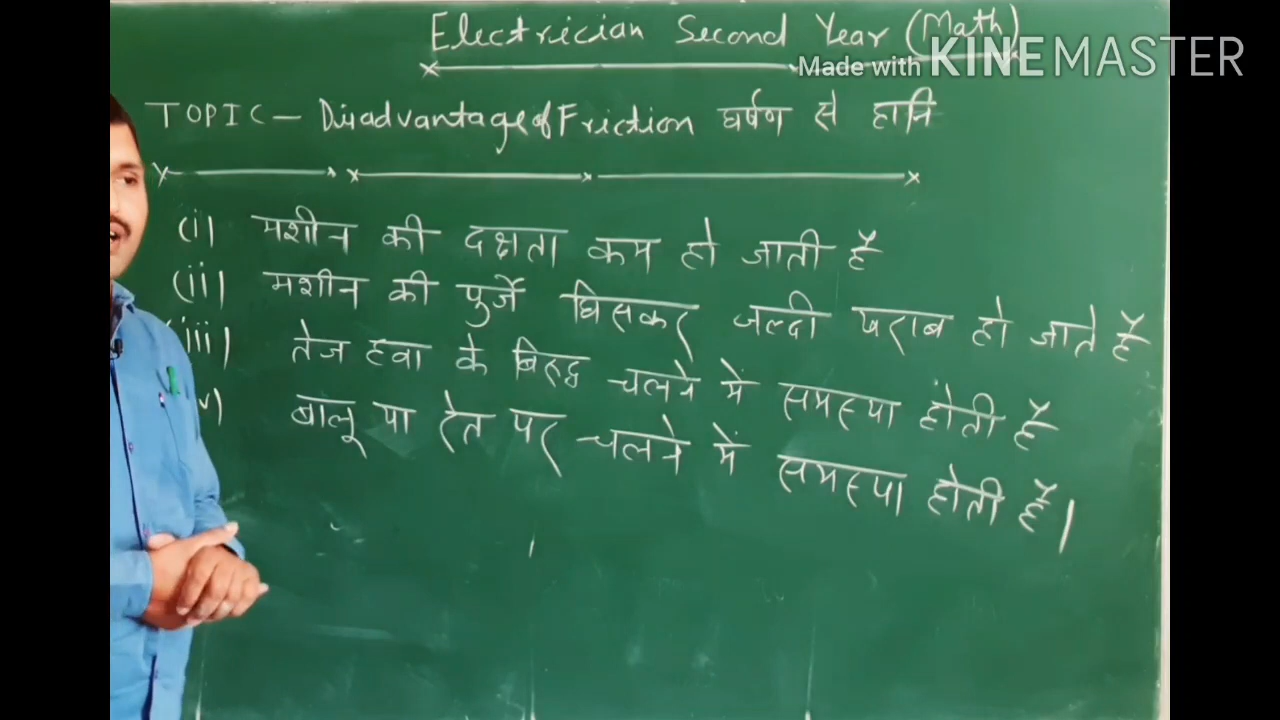 Electrician Second Year (Math)
Made with KINEMASTER
TOPIC - Disadvantage of Friction घर्षण से हानि
(i) मशीन की दक्षता कम हो जाती है
(ii) मशीन की पुर्जे घिसकर जल्दी खराब हो जाते है
(iii) तेज हवा के बिरुद्ध चलने में समस्या होती है
v) बालू या रेत पर चलने में समस्या होती है।